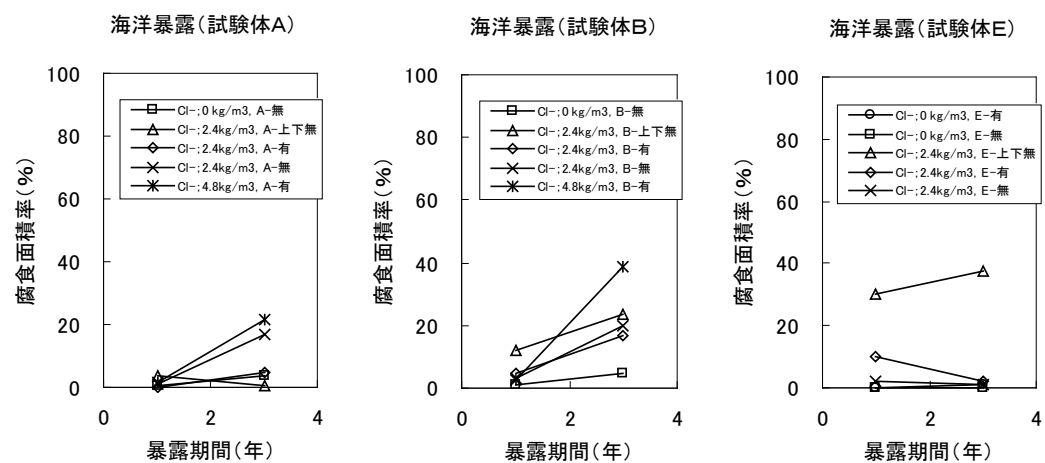 海洋暴露(試験体A)
100
80
60
40
20
0
腐食面積率(%)
Cl-;0 kg/m3, A-無
Cl-;2.4kg/m3, A-上下無
Cl-;2.4kg/m3, A-有
Cl-;2.4kg/m3, A-無
Cl-;4.8kg/m3, A-有
0
2
4
暴露期間(年)
海洋暴露(試験体B)
100
80
60
40
20
0
腐食面積率(%)
Cl-;0 kg/m3, B-無
Cl-;2.4kg/m3, B-上下無
Cl-;2.4kg/m3, B-有
Cl-;2.4kg/m3, B-無
Cl-;4.8kg/m3, B-有
0
2
4
暴露期間(年)
海洋暴露(試験体E)
100
80
60
40
20
0
腐食面積率(%)
Cl-;0 kg/m3, E-有
Cl-;0 kg/m3, E-無
Cl-;2.4kg/m3, E-上下無
Cl-;2.4kg/m3, E-有
Cl-;2.4kg/m3, E-無
0
2
4
暴露期間(年)